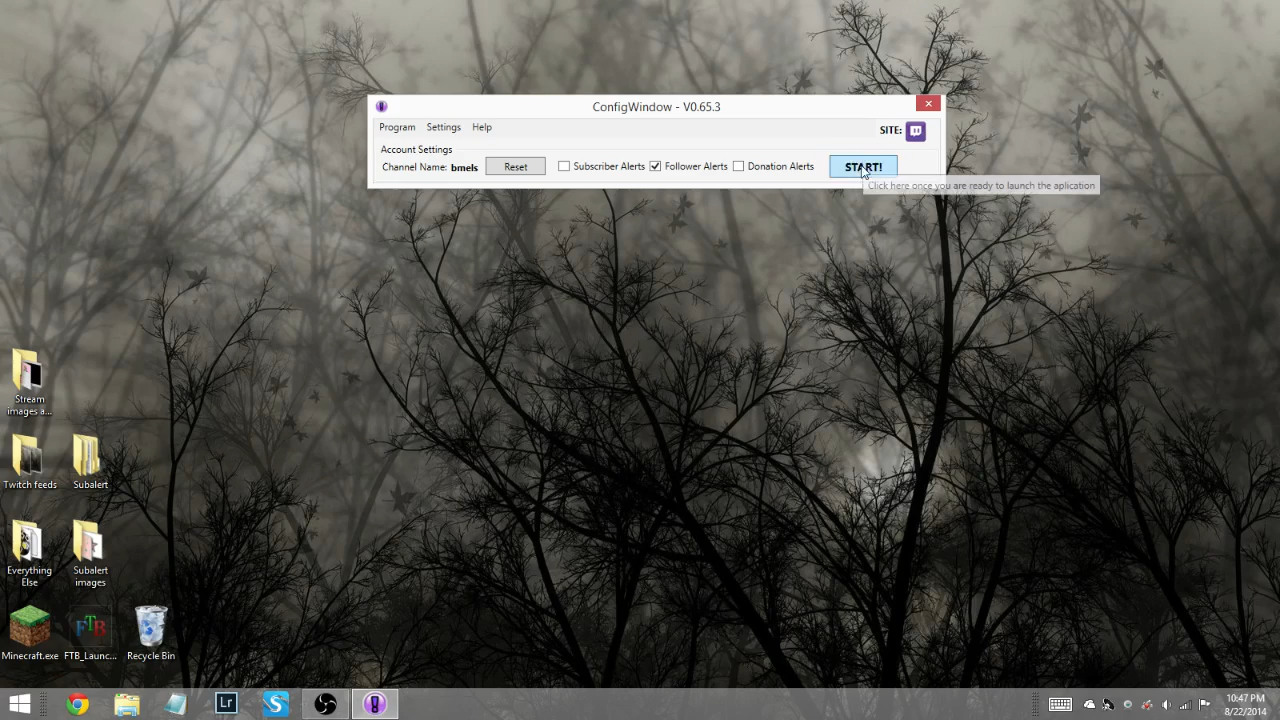 ConfigWindow - V0.65.3
Program Settings Help
SITE:
Account Settings
Channel Name: bmels Reset Subscriber Alerts Follower Alerts Donation Alerts START!
Click here once you are ready to launch the aplication
Stream
images a...
Twitch feeds
Subalert
Everything
Else
Subalert
images
FTB
Minecraft.exe
FTB_Launc...
Recycle Bin
Lr
S
10:47 PM
8/22/2014